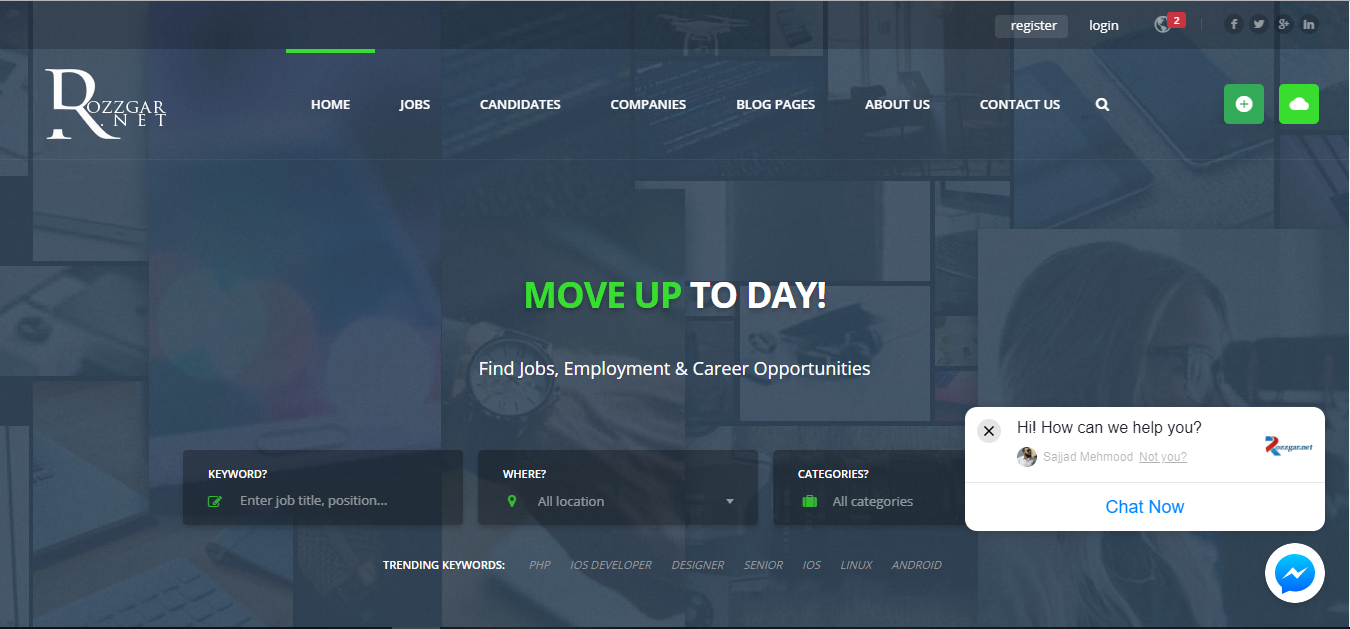 register login 2
ROZZGAR
.NET
HOME JOBS CANDIDATES COMPANIES BLOG PAGES ABOUT US CONTACT US
MOVE UP TO DAY!
Find Jobs, Employment & Career Opportunities
Hi! How can we help you?
Sajjad Mehmood Not you?
Rozzgar.net
Chat Now
KEYWORD? WHERE? CATEGORIES?
Enter job title, position... All location All categories
TRENDING KEYWORDS: PHP IOS DEVELOPER DESIGNER SENIOR IOS LINUX ANDROID